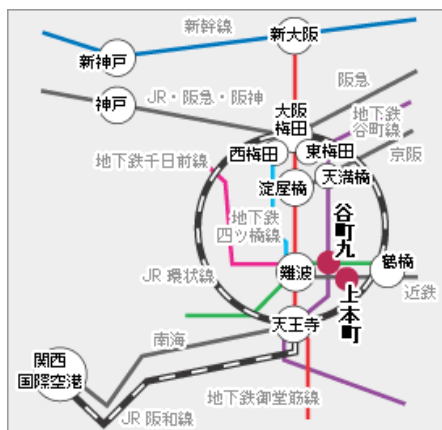 新幹線
新大阪
新神戸
阪急
神戸
JR・阪急・阪神
大阪
梅田
地下鉄
谷町線
西梅田
東梅田
京阪
地下鉄千日前線
天満橋
淀屋橋
谷町九
地下鉄
四ツ橋線
鶴橋
難波
JR 環状線
近鉄
上本町
天王寺
南海
関西
国際空港
地下鉄御堂筋線
JR 阪和線